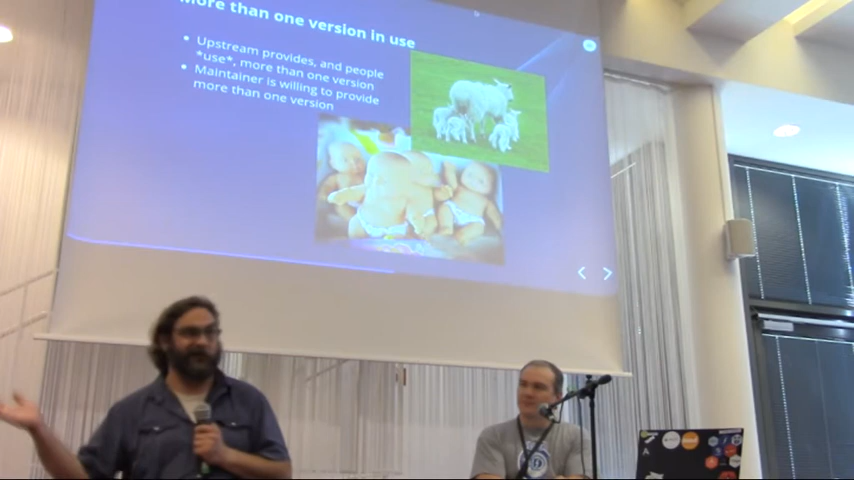 More than one version in use
Upstream provides, and people
*use*, more than one version
Maintainer is willing to provide
more than one version